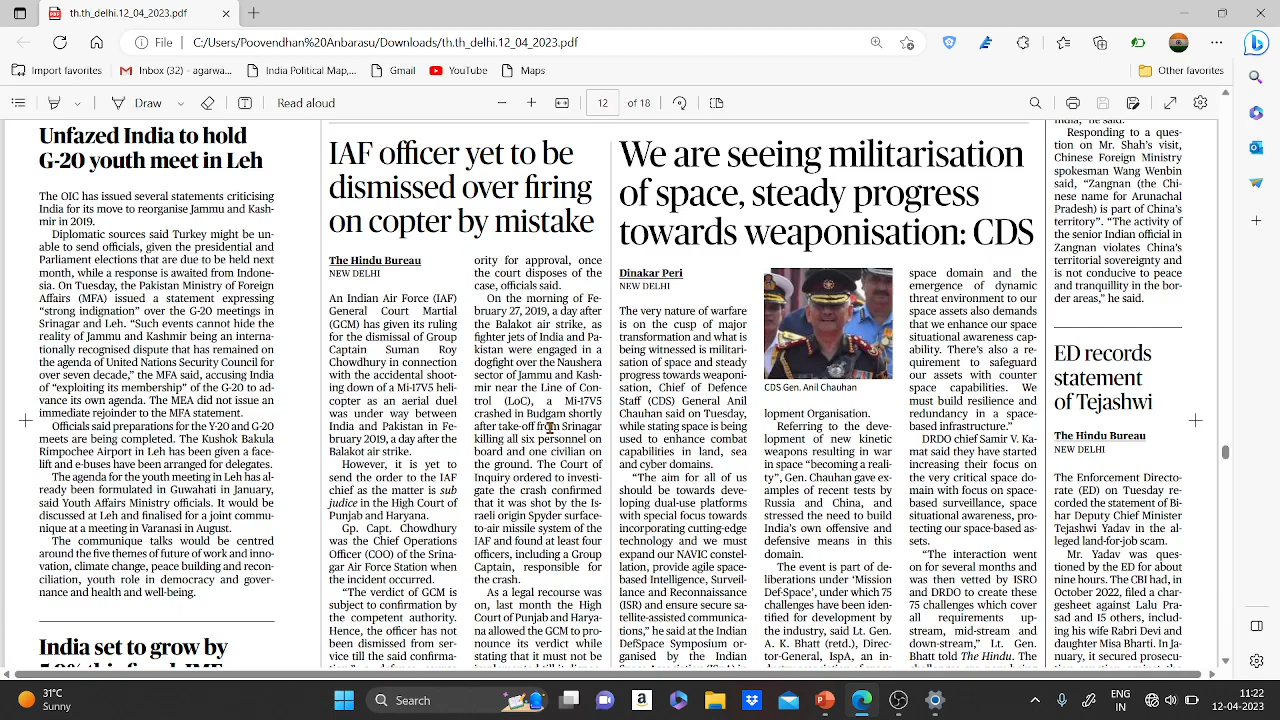 th.th_delhi.12_04_2023.pdf
File
C:/Users/Poovendhan%20Anbarasu/Downloads/th.th_delhi.12_04_2023.pdf
Import favorites
Inbox (32) - agarwa...
India Political Map,...
Gmail
YouTube
Maps
Other favorites
Draw
Read aloud
12
of 18
Unfazed India to hold
G-20 youth meet in Leh
The OIC has issued several statements criticising
India for its move to reorganise Jammu and Kash-
mir in 2019.
Diplomatic sources said Turkey might be un-
able to send officials, given the presidential and
Parliament elections that are due to be held next
month, while a response is awaited from Indone-
sia. On Tuesday, the Pakistan Ministry of Foreign
Affairs (MFA) issued a statement expressing
“strong indignation” over the G-20 meetings in
Srinagar and Leh. “Such events cannot hide the
reality of Jammu and Kashmir being an interna-
tionally recognised dispute that has remained on
the agenda of United Nations Security Council for
over seven decade,” the MFA said, accusing India
of “exploiting its membership” of the G-20 to ad-
vance its own agenda. The MEA did not issue an
immediate rejoinder to the MFA statement.
Officials said preparations for the Y-20 and G-20
meets are being completed. The Kushok Bakula
Rimpochee Airport in Leh has been given a face-
lift and e-buses have been arranged for delegates.
The agenda for the youth meeting in Leh has al-
ready been formulated in Guwahati in January,
said Youth Affairs Ministry officials. It would be
discussed at Leh and finalised for a joint commu-
nique at a meeting in Varanasi in August.
The communique talks would be centred
around the five themes of future of work and inno-
vation, climate change, peace building and recon-
ciliation, youth role in democracy and gover-
nance and health and well-being.
India set to grow by
IAF officer yet to be
dismissed over firing
on copter by mistake
The Hindu Bureau
NEW DELHI
An Indian Air Force (IAF)
General Court Martial
(GCM) has given its ruling
for the dismissal of Group
Captain Suman Roy
Chowdhury in connection
with the accidental shoot-
ing down of a Mi-17V5 heli-
copter as an aerial duel
was under way between
India and Pakistan in Fe-
bruary 2019, a day after the
Balakot air strike.
However, it is yet to
send the order to the IAF
chief as the matter is sub
judice in the High Court of
Punjab and Haryana.
Gp. Capt. Chowdhury
was the Chief Operations
Officer (COO) of the Srina-
gar Air Force Station when
the incident occurred.
“The verdict of GCM is
subject to confirmation by
the competent authority.
Hence, the officer has not
been dismissed from ser-
vice till the said confirma-
ority for approval, once
the court disposes of the
case, officials said.
On the morning of Fe-
bruary 27, 2019, a day after
the Balakot air strike, as
fighter jets of India and Pa-
kistan were engaged in a
dogfight over the Naushera
sector of Jammu and Kash-
mir near the Line of Con-
trol (LoC), a Mi-17V5
crashed in Budgam shortly
after take-off from Srinagar
killing all six personnel on
board and one civilian on
the ground. The Court of
Inquiry ordered to investi-
gate the crash confirmed
that it was shot by the Is-
raeli origin Spyder surface-
to-air missile system of the
IAF and found at least four
officers, including a Group
Captain, responsible for
the crash.
As a legal recourse was
on, last month the High
Court of Punjab and Harya-
na allowed the GCM to pro-
nounce its verdict while
stating that it must not be
We are seeing militarisation
of space, steady progress
towards weaponisation: CDS
Dinakar Peri
NEW DELHI
The very nature of warfare
is on the cusp of major
transformation and what is
being witnessed is militari-
sation of space and steady
progress towards weaponi-
sation, Chief of Defence
Staff (CDS) General Anil
Chauhan said on Tuesday,
while stating space is being
used to enhance combat
capabilities in land, sea
and cyber domains.
“The aim for all of us
should be towards deve-
loping dual-use platforms
with special focus towards
incorporating cutting-edge
technology and we must
expand our NAVIC constel-
lation, provide agile space-
based Intelligence, Surveil-
lance and Reconnaissance
(ISR) and ensure secure sa-
tellite-assisted communica-
tions,” he said at the Indian
DefSpace Symposium or-
ganised by the Indian
CDS Gen. Anil Chauhan
lopment Organisation.
Referring to the de-
velopment of new kinetic
weapons resulting in war
in space “becoming a reali-
ty”, Gen. Chauhan gave ex-
amples of recent tests by
Russia and China, and
stressed the need to build
India’s own offensive and
defensive means in this
domain.
The event is part of de-
liberations under ‘Mission
Def-Space’, under which 75
challenges have been iden-
tified for development by
the industry, said Lt. Gen.
A. K. Bhatt (retd.), Direc-
tor-General, IspA, an in-
space domain and the
emergence of dynamic
threat environment to our
space assets also demands
that we enhance our space
situational awareness cap-
ability. There’s also a re-
quirement to safeguard
our assets with counter
space capabilities. We
must build resilience and
redundancy in a space-
based infrastructure.”
DRDO chief Samir V. Ka-
mat said they have started
increasing their focus on
the very critical space do-
main with focus on space-
based surveillance, space
situational awareness, pro-
tecting our space-based as-
sets.
“The interaction went
on for several months and
was then vetted by ISRO
and DRDO to create these
75 challenges which cover
all requirements up-
stream, mid-stream and
down-stream,” Lt. Gen.
Bhatt told The Hindu. The
India,” he said.
Responding to a ques-
tion on Mr. Shah’s visit,
Chinese Foreign Ministry
spokesman Wang Wenbin
said, “Zangnan (the Chi-
nese name for Arunachal
Pradesh) is part of China’s
territory”. “The activity of
the senior Indian official in
Zangnan violates China’s
territorial sovereignty and
is not conducive to peace
and tranquillity in the bor-
der areas,” he said.
ED records
statement
of Tejashwi
The Hindu Bureau
NEW DELHI
The Enforcement Directo-
rate (ED) on Tuesday re-
corded the statement of Bi-
har Deputy Chief Minister
Tejashwi Yadav in the al-
leged land-for-job scam.
Mr. Yadav was ques-
tioned by the ED for about
nine hours. The CBI had, in
October 2022, filed a char-
gesheet against Lalu Pra-
sad and 15 others, includ-
ing his wife Rabri Devi and
daughter Misa Bharti. In Ja-
nuary, it secured prosecu-
31°C
Sunny
Search
ENG
IN
11:22
12-04-2023